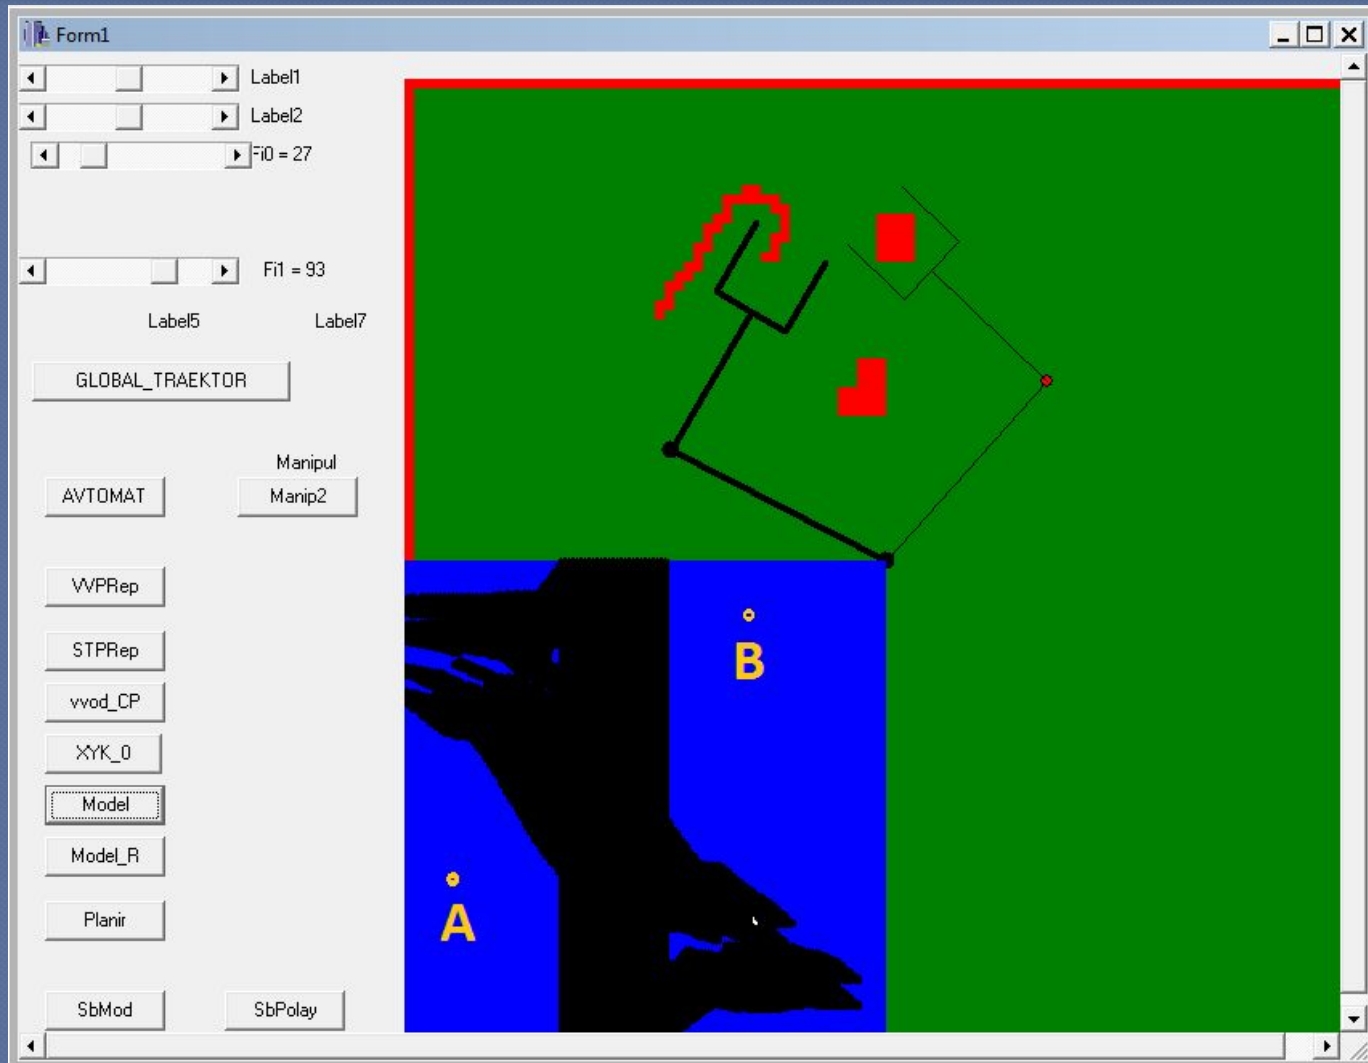 Form1
Label1
Label2
Fi0 = 27
Fi1 = 93
Label5 Label7
GLOBAL_TRAEKTOR
Manipul
AVTOMAT Manip2
VVPRep
B
STPRep
vvod_CP
XYK_0
Model
Model_R
A
Planir
SbMod SbPolay